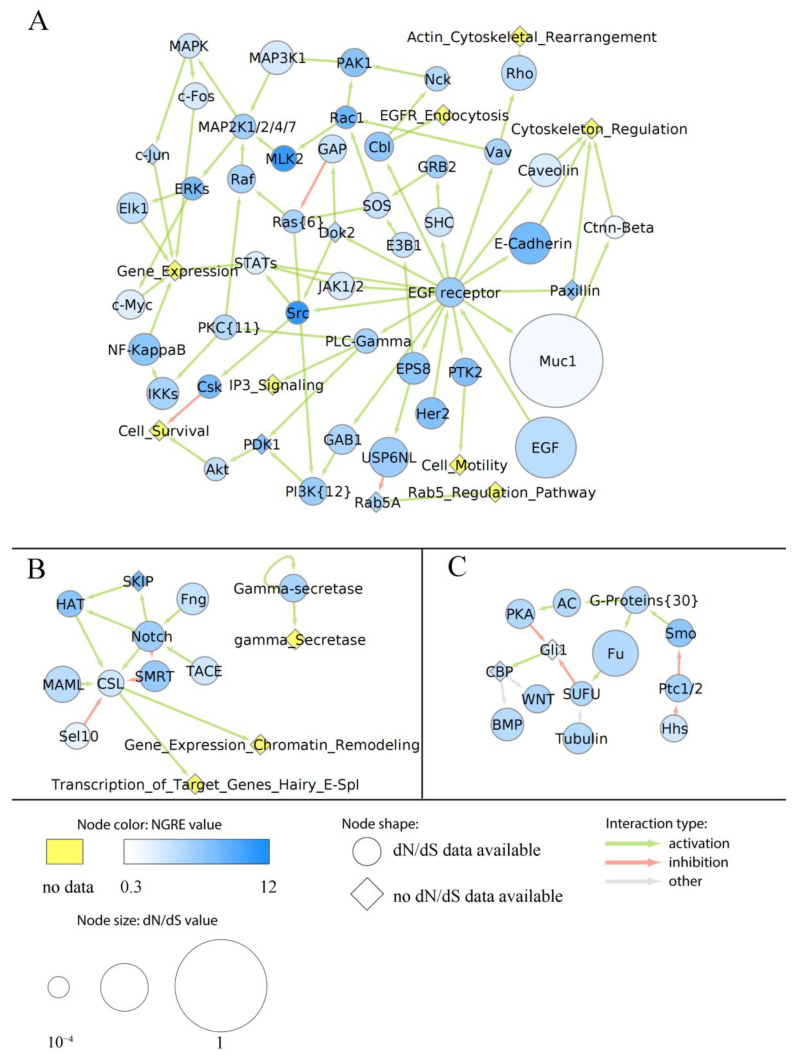 A
Actin_Cytoskeletal_Rearrangement
MAPK
MAP3K1
PAK1
Nck
Rho
c-Fos
EGFR_Endocytosis
MAP2K1/2/4/7
Rac1
Cytoskeleton_Regulation
c-Jun
MLK2
GAP
Cbl
Vav
GRB2
Caveolin
ERKs
Raf
Elk1
SOS
SHC
Ras{6}
Dok2
E3B1
E-Cadherin
Ctnn-Beta
Gene_Expression
STATs
JAK1/2
EGF receptor
Paxillin
c-Myc
Src
PKC{11}
PLC-Gamma
NF-KappaB
Muc1
EPS8
PTK2
IKKs
Csk
IP3_Signaling
Her2
Cell_Survival
PDK1
GAB1
EGF
USP6NL
Akt
Cell_Motility
PI3K{12}
Rab5A
Rab5_Regulation_Pathway
B
SKIP
Gamma-secretase
HAT
Fng
Notch
gamma_Secretase
MAML
CSL
SMRT
TACE
Sel10
Gene_Expression_Chromatin_Remodeling
Transcription_of_Target_Genes_Hairy_E-Spl
C
PKA
AC
G-Proteins{30}
Smo
Gli1
Fu
CBP
WNT
SUFU
Ptc1/2
BMP
Tubulin
Hhs
Node color: NGRE value
no data
0.3
12
Node size: dN/dS value
10⁻⁴
1
Node shape:
dN/dS data available
no dN/dS data available
Interaction type:
activation
inhibition
other